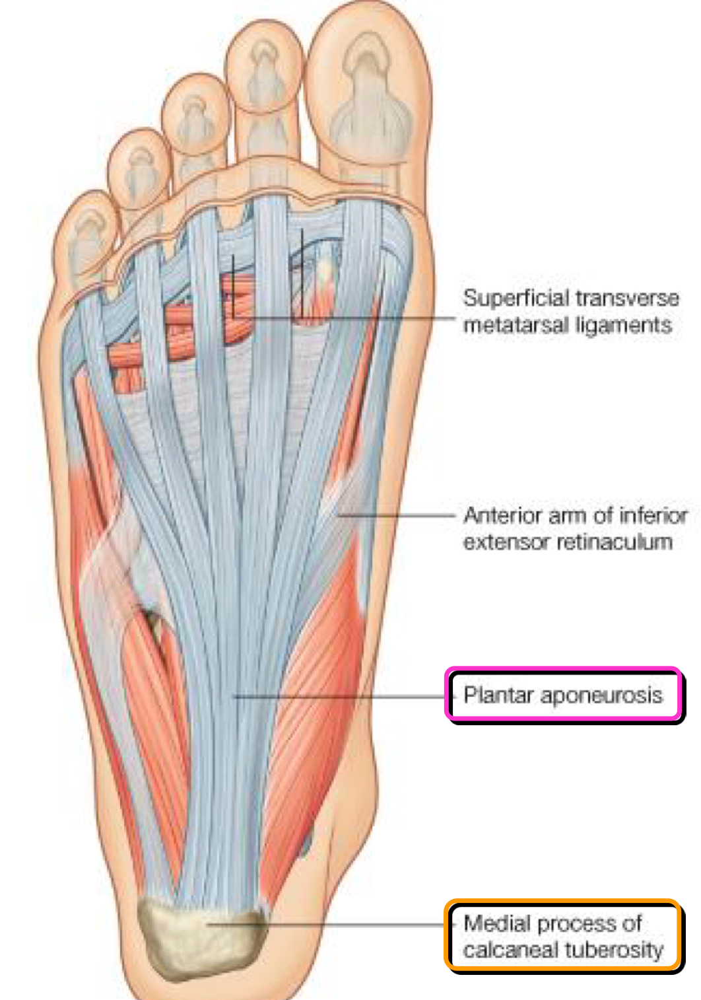 Superficial transverse
metatarsal ligaments
Anterior arm of inferior
extensor retinaculum
Plantar aponeurosis
Medial process of
calcaneal tuberosity